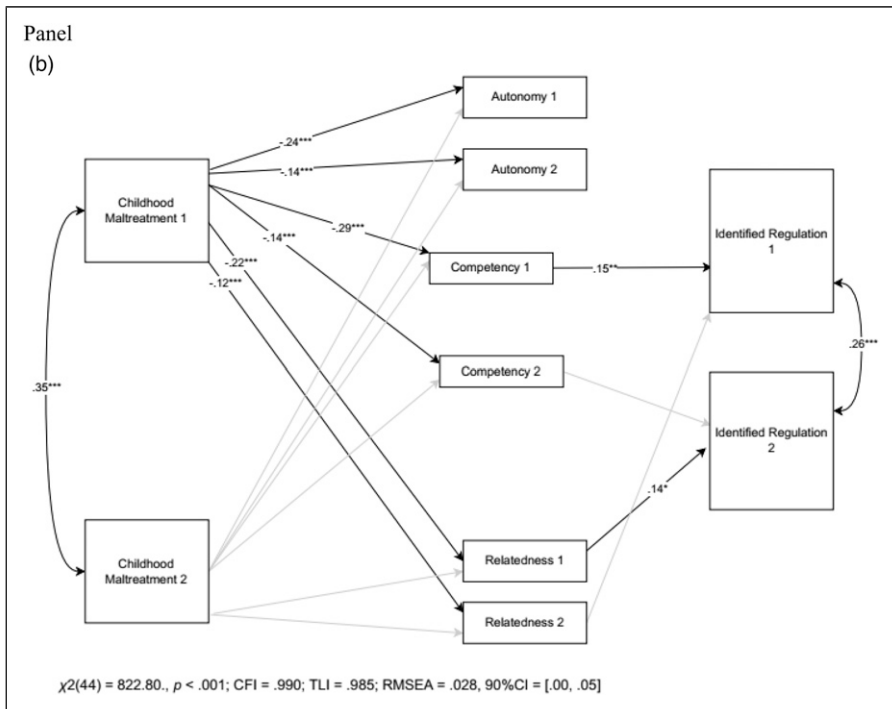 Panel
(b)
Autonomy 1
-.24***
Autonomy 2
-.14***
Childhood
Maltreatment 1
-.29***
-.14***
Competency 1
.15**
Identified Regulation
1
-.22***
-.12***
.26***
.35***
Competency 2
Identified Regulation
2
.14*
Childhood
Maltreatment 2
Relatedness 1
Relatedness 2
χ2(44) = 822.80., p < .001; CFI = .990; TLI = .985; RMSEA = .028, 90%CI = [.00, .05]